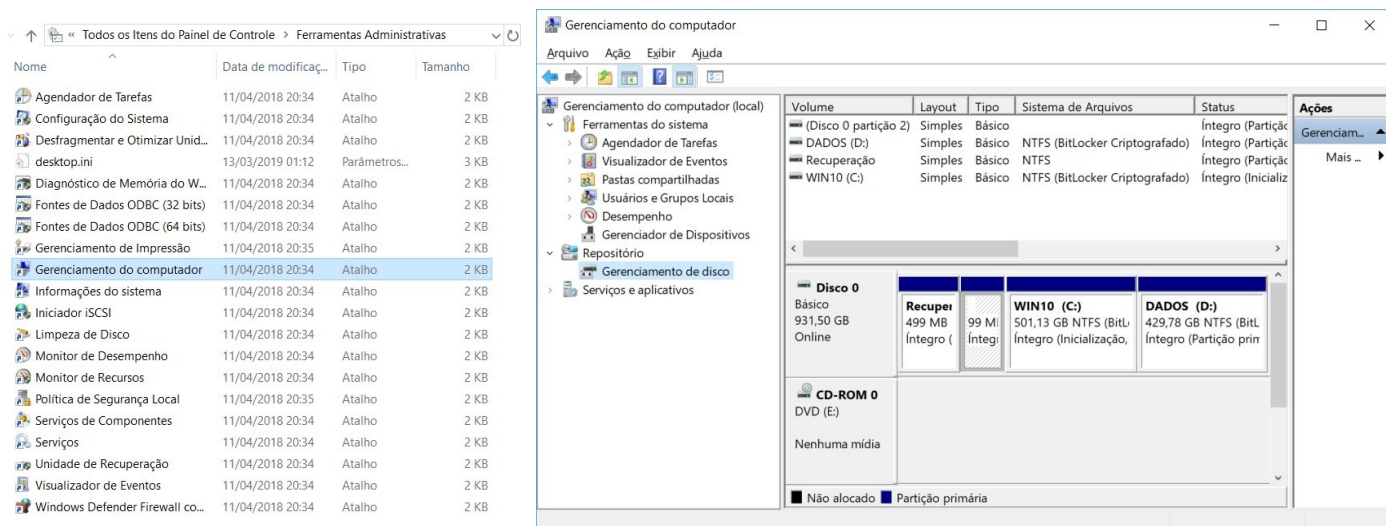 « Todos os Itens do Painel de Controle > Ferramentas Administrativas
Nome Data de modificaç... Tipo Tamanho
Agendador de Tarefas 11/04/2018 20:34 Atalho 2 KB
Configuração do Sistema 11/04/2018 20:34 Atalho 2 KB
Desfragmentar e Otimizar Unid... 11/04/2018 20:34 Atalho 2 KB
desktop.ini 13/03/2019 01:12 Parâmetros... 3 KB
Diagnóstico de Memória do W... 11/04/2018 20:34 Atalho 2 KB
Fontes de Dados ODBC (32 bits) 11/04/2018 20:34 Atalho 2 KB
Fontes de Dados ODBC (64 bits) 11/04/2018 20:34 Atalho 2 KB
Gerenciamento de Impressão 11/04/2018 20:35 Atalho 2 KB
Gerenciamento do computador 11/04/2018 20:34 Atalho 2 KB
Informações do sistema 11/04/2018 20:34 Atalho 2 KB
Iniciador iSCSI 11/04/2018 20:34 Atalho 2 KB
Limpeza de Disco 11/04/2018 20:34 Atalho 2 KB
Monitor de Desempenho 11/04/2018 20:34 Atalho 2 KB
Monitor de Recursos 11/04/2018 20:34 Atalho 2 KB
Política de Segurança Local 11/04/2018 20:35 Atalho 2 KB
Serviços de Componentes 11/04/2018 20:34 Atalho 2 KB
Serviços 11/04/2018 20:34 Atalho 2 KB
Unidade de Recuperação 11/04/2018 20:34 Atalho 2 KB
Visualizador de Eventos 11/04/2018 20:34 Atalho 2 KB
Windows Defender Firewall co... 11/04/2018 20:34 Atalho 2 KB
Gerenciamento do computador
Arquivo Ação Exibir Ajuda
Gerenciamento do computador (local)
Ferramentas do sistema
Agendador de Tarefas
Visualizador de Eventos
Pastas compartilhadas
Usuários e Grupos Locais
Desempenho
Gerenciador de Dispositivos
Repositório
Gerenciamento de disco
Serviços e aplicativos
Volume Layout Tipo Sistema de Arquivos Status
(Disco 0 partição 2) Simples Básico Íntegro (Partiçãc
DADOS (D:) Simples Básico NTFS (BitLocker Criptografado) Íntegro (Partiçãc
Recuperação Simples Básico NTFS Íntegro (Partiçãc
WIN10 (C:) Simples Básico NTFS (BitLocker Criptografado) Íntegro (Inicializ
Disco 0
Básico
931,50 GB
Online
Recuper
499 MB
Íntegro (
99 M
Íntegi
WIN10 (C:)
501,13 GB NTFS (BitL
Íntegro (Inicialização,
DADOS (D:)
429,78 GB NTFS (BitL
Íntegro (Partição prin
CD-ROM 0
DVD (E:)
Nenhuma mídia
Não alocado Partição primária
Ações
Gerenciam...
Mais ...